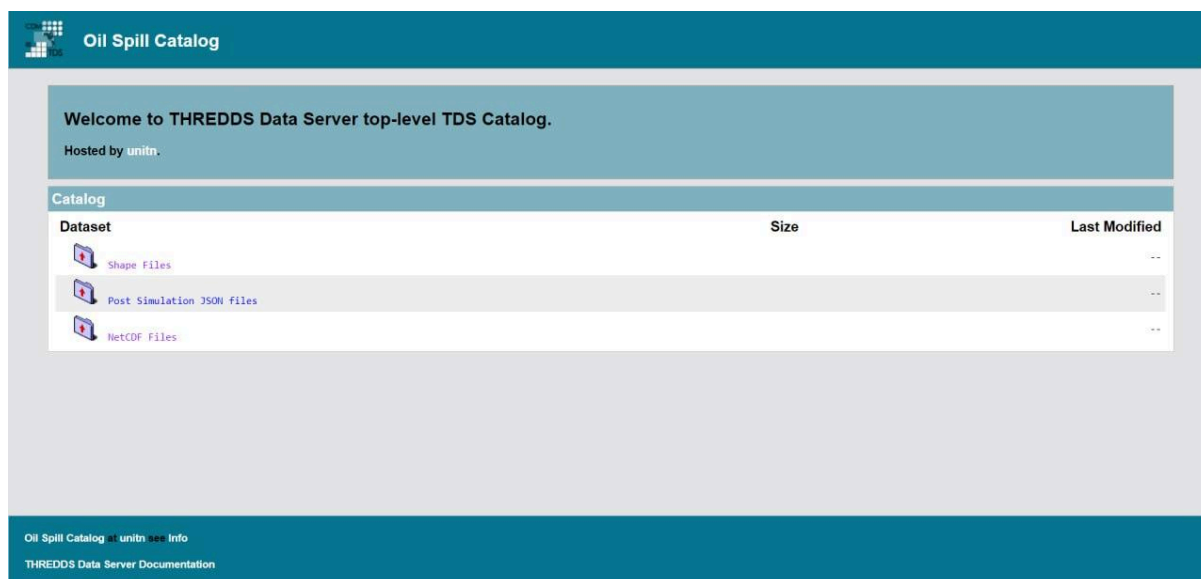 COM
TDS
Oil Spill Catalog
Welcome to THREDDS Data Server top-level TDS Catalog.
Hosted by unitn.
Catalog
Dataset Size Last Modified
Shape Files --
Post Simulation JSON files --
NetCDF Files --
Oil Spill Catalog at unitn see Info
THREDDS Data Server Documentation